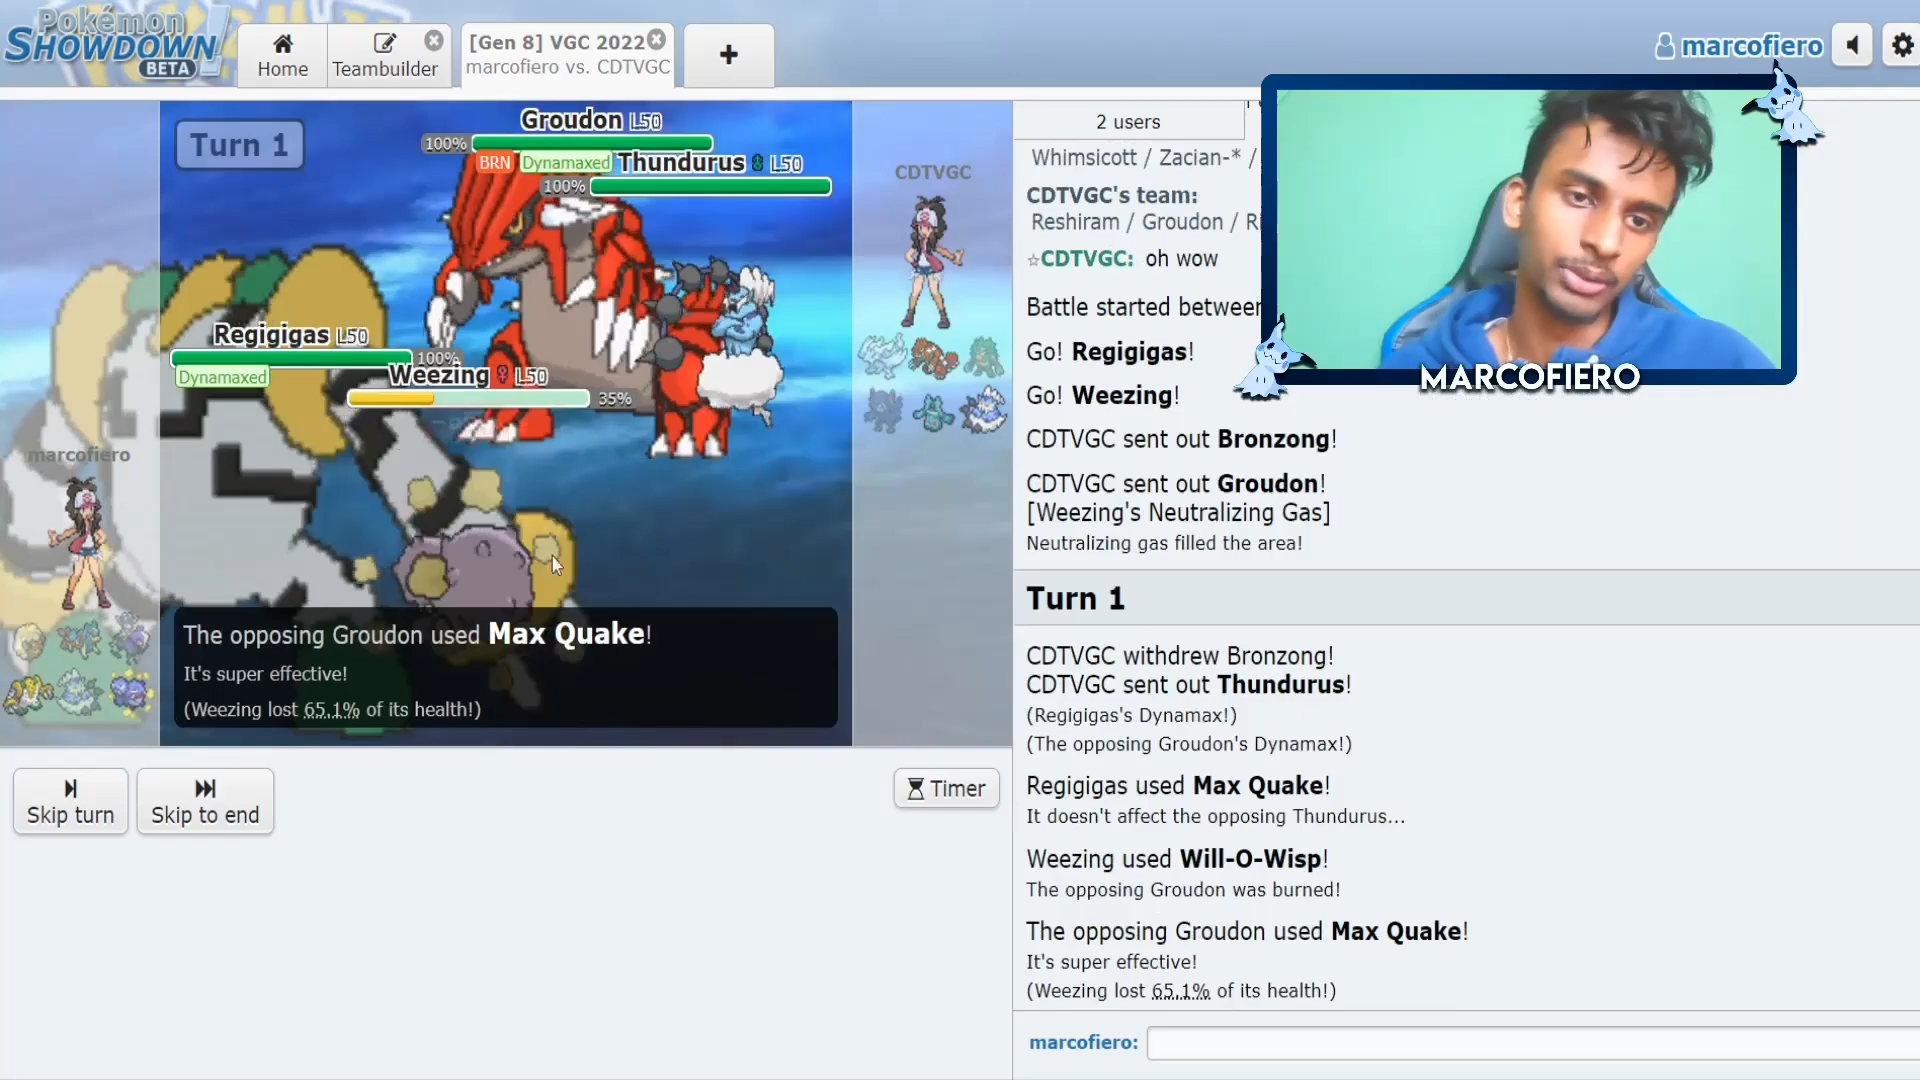 Pokémon
SHOWDOWN!
BETA
Home
Teambuilder
[Gen 8] VGC 2022
marcofiero vs. CDTVGC
+
marcofiero
Turn 1
Groudon L50
100%
BRN Dynamaxed
Thundurus L50
100%
CDTVGC
Regigigas L50
100%
Dynamaxed
Weezing L50
35%
marcofiero
The opposing Groudon used Max Quake!
It's super effective!
(Weezing lost 65.1% of its health!)
Skip turn
Skip to end
Timer
2 users
Whimsicott / Zacian-* /
CDTVGC's team:
Reshiram / Groudon /
☆CDTVGC: oh wow
Battle started between
Go! Regigigas!
Go! Weezing!
CDTVGC sent out Bronzong!
CDTVGC sent out Groudon!
[Weezing's Neutralizing Gas]
Neutralizing gas filled the area!
Turn 1
CDTVGC withdrew Bronzong!
CDTVGC sent out Thundurus!
(Regigigas's Dynamax!)
(The opposing Groudon's Dynamax!)
Regigigas used Max Quake!
It doesn't affect the opposing Thundurus...
Weezing used Will-O-Wisp!
The opposing Groudon was burned!
The opposing Groudon used Max Quake!
It's super effective!
(Weezing lost 65.1% of its health!)
marcofiero:
MARCOFIERO